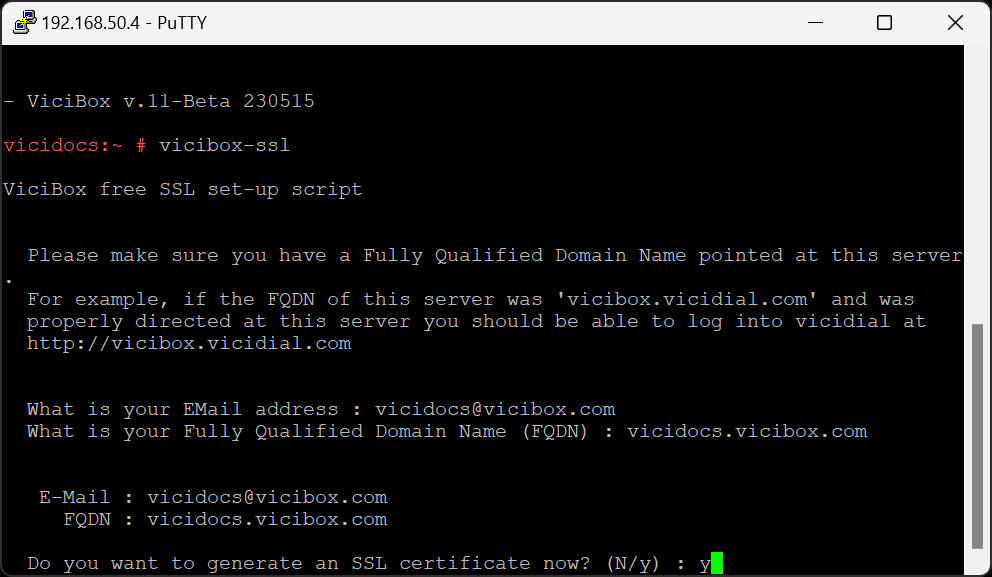 192.168.50.4 - PuTTY
- ViciBox v.11-Beta 230515
vicidocs:~ # vicibox-ssl
ViciBox free SSL set-up script
Please make sure you have a Fully Qualified Domain Name pointed at this server
.
For example, if the FQDN of this server was 'vicibox.vicidial.com' and was
properly directed at this server you should be able to log into vicidial at
http://vicibox.vicidial.com
What is your EMail address : vicidocs@vicibox.com
What is your Fully Qualified Domain Name (FQDN) : vicidocs.vicibox.com
E-Mail : vicidocs@vicibox.com
FQDN : vicidocs.vicibox.com
Do you want to generate an SSL certificate now? (N/y) : y